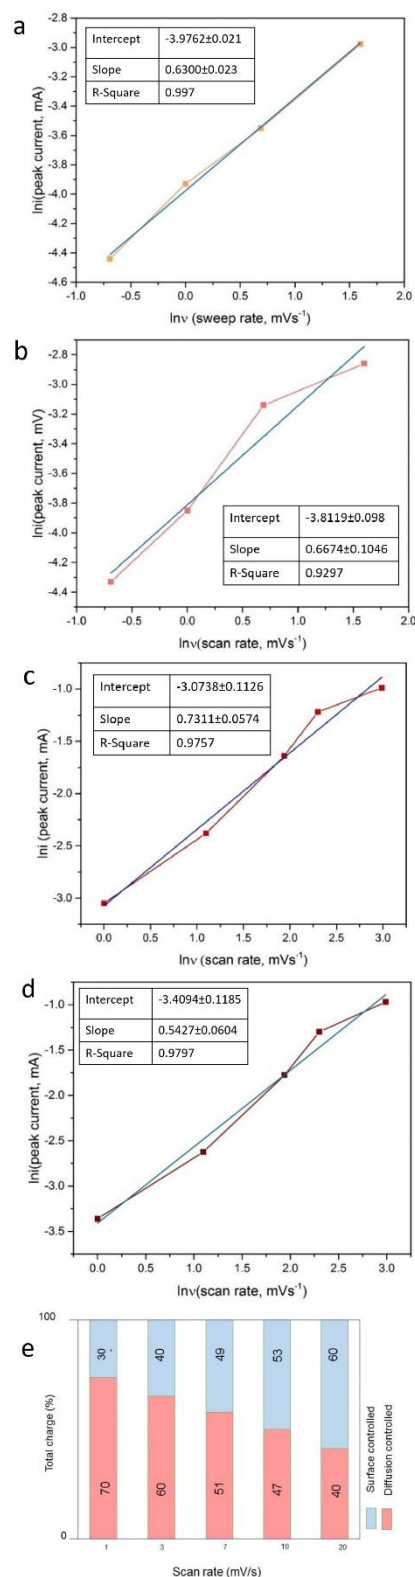 a
-2.8
-3.0
-3.2
-3.4
-3.6
-3.8
-4.0
-4.2
-4.4
-4.6
Intercept -3.9762±0.021
Slope 0.6300±0.023
R-Square 0.997
lni(peak current, mA)
-1.0 -0.5 0.0 0.5 1.0 1.5 2.0
lnν (sweep rate, mVs⁻¹)
b
-2.8
-3.0
-3.2
-3.4
-3.6
-3.8
-4.0
-4.2
-4.4
Intercept -3.8119±0.098
Slope 0.6674±0.1046
R-Square 0.9297
lni(peak current, mV)
-1.0 -0.5 0.0 0.5 1.0 1.5 2.0
lnν(scan rate, mVs⁻¹)
c
-1.0
-1.5
-2.0
-2.5
-3.0
Intercept -3.0738±0.1126
Slope 0.7311±0.0574
R-Square 0.9757
lni (peak current, mA)
0.0 0.5 1.0 1.5 2.0 2.5 3.0
lnν (scan rate, mVs⁻¹)
d
-1.0
-1.5
-2.0
-2.5
-3.0
-3.5
Intercept -3.4094±0.1185
Slope 0.5427±0.0604
R-Square 0.9797
lni(peak current, mA)
0.0 0.5 1.0 1.5 2.0 2.5 3.0
lnν(scan rate, mVs⁻¹)
e
100
0
Total charge (%)
30 40 49 53 60
70 60 51 47 40
1 3 7 10 20
Scan rate (mV/s)
Surface controlled
Diffusion controlled